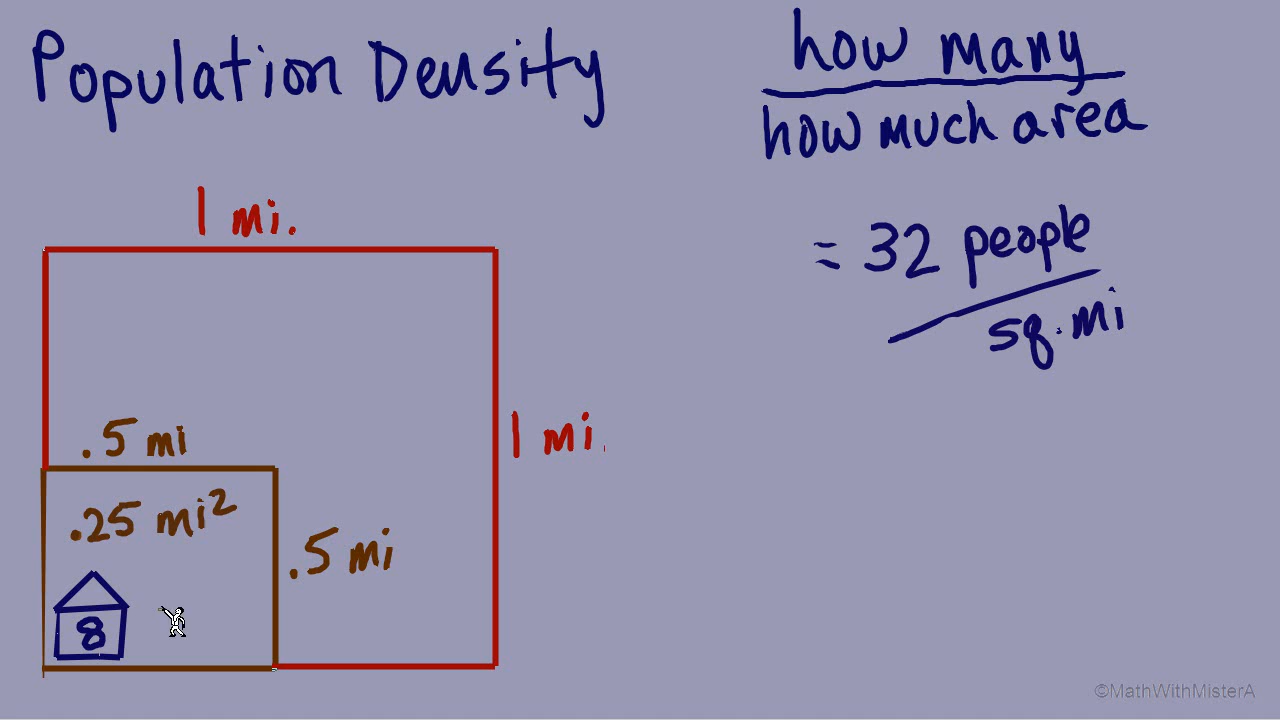 Population Density
how many
how much area
= 32 people
sq. mi
1 mi.
1 mi.
.5 mi
.25 mi²
.5 mi
8
©MathWithMisterA